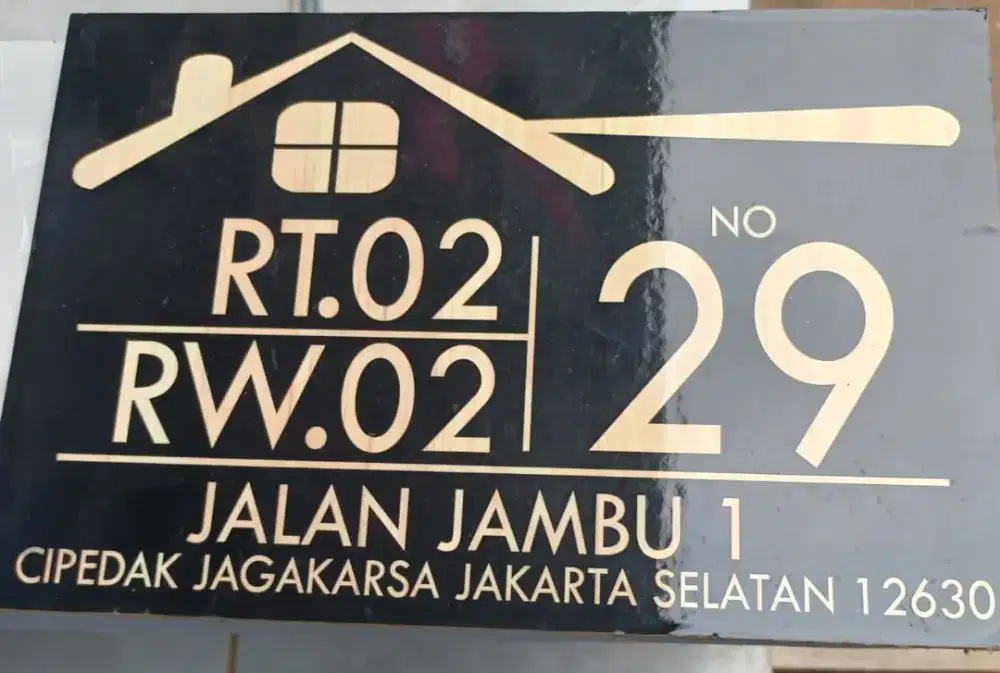 RT.02
RW.02
NO
29
JALAN JAMBU 1
CIPEDAK JAGAKARSA JAKARTA SELATAN 12630